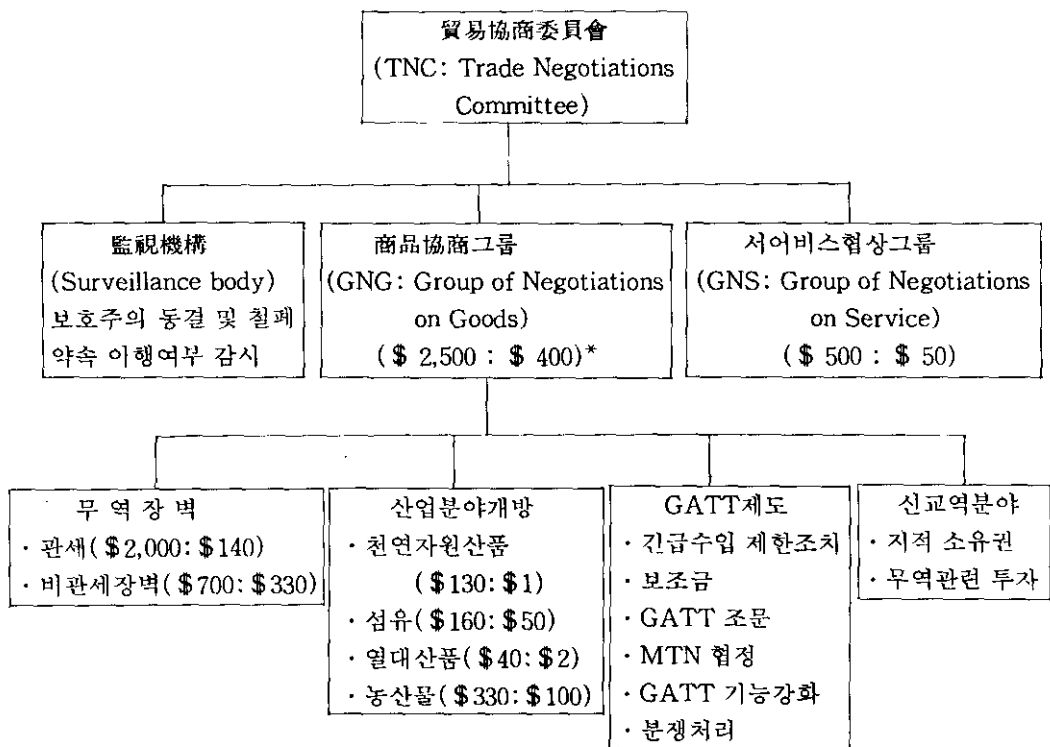 貿易協商委員會
(TNC: Trade Negotiations
Committee)
監視機構
(Surveillance body)
보호주의 동결 및 철폐
약속 이행여부 감시
商品協商그룹
(GNG: Group of Negotiations
on Goods)
($ 2,500 : $ 400)*
서어비스협상그룹
(GNS: Group of Negotiations
on Service)
($ 500 : $ 50)
무 역 장 벽
· 관세($2,000: $140)
· 비관세장벽($700: $330)
산업분야개방
· 천연자원산품
($130: $1)
· 섬유($160: $50)
· 열대산품($40: $2)
· 농산물($330: $100)
GATT제도
· 긴급수입 제한조치
· 보조금
· GATT 조문
· MTN 협정
· GATT 기능강화
· 분쟁처리
신교역분야
· 지적 소유권
· 무역관련 투자